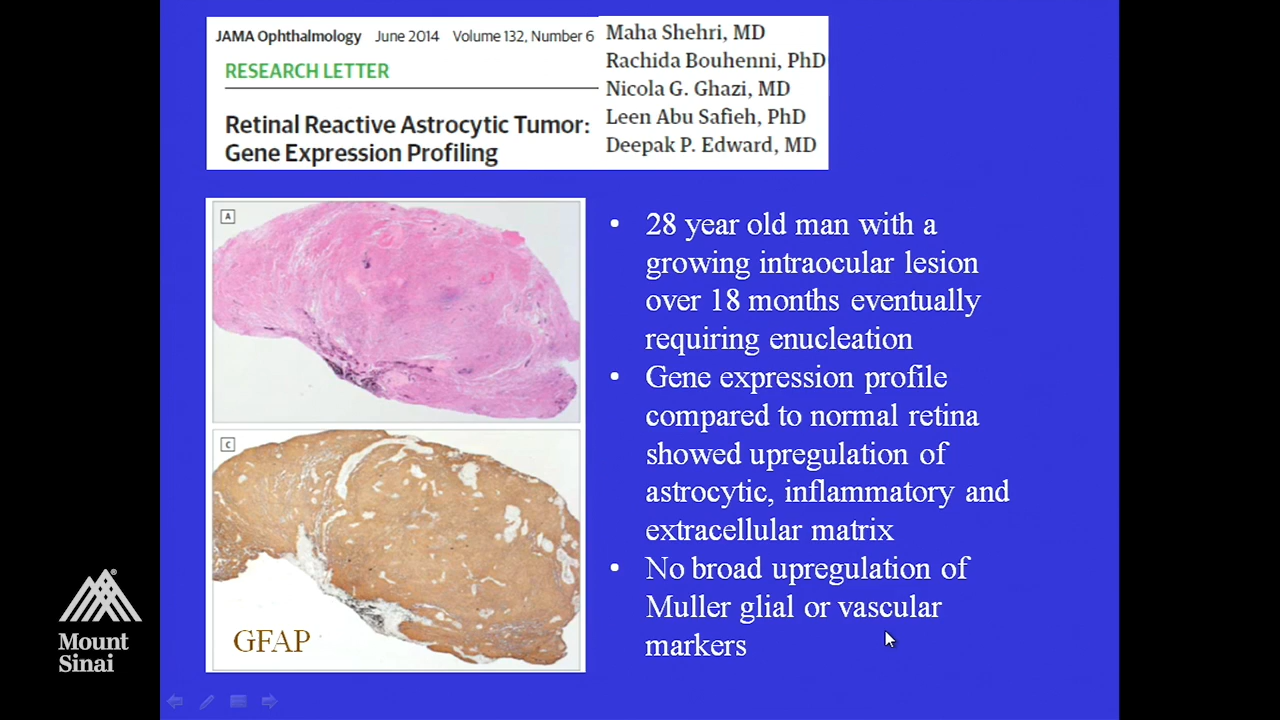 JAMA Ophthalmology June 2014 Volume 132, Number 6
RESEARCH LETTER
Retinal Reactive Astrocytic Tumor:
Gene Expression Profiling
Maha Shehri, MD
Rachida Bouhenni, PhD
Nicola G. Ghazi, MD
Leen Abu Safieh, PhD
Deepak P. Edward, MD
A
C
GFAP
• 28 year old man with a
growing intraocular lesion
over 18 months eventually
requiring enucleation
• Gene expression profile
compared to normal retina
showed upregulation of
astrocytic, inflammatory and
extracellular matrix
• No broad upregulation of
Muller glial or vascular
markers
®
Mount
Sinai